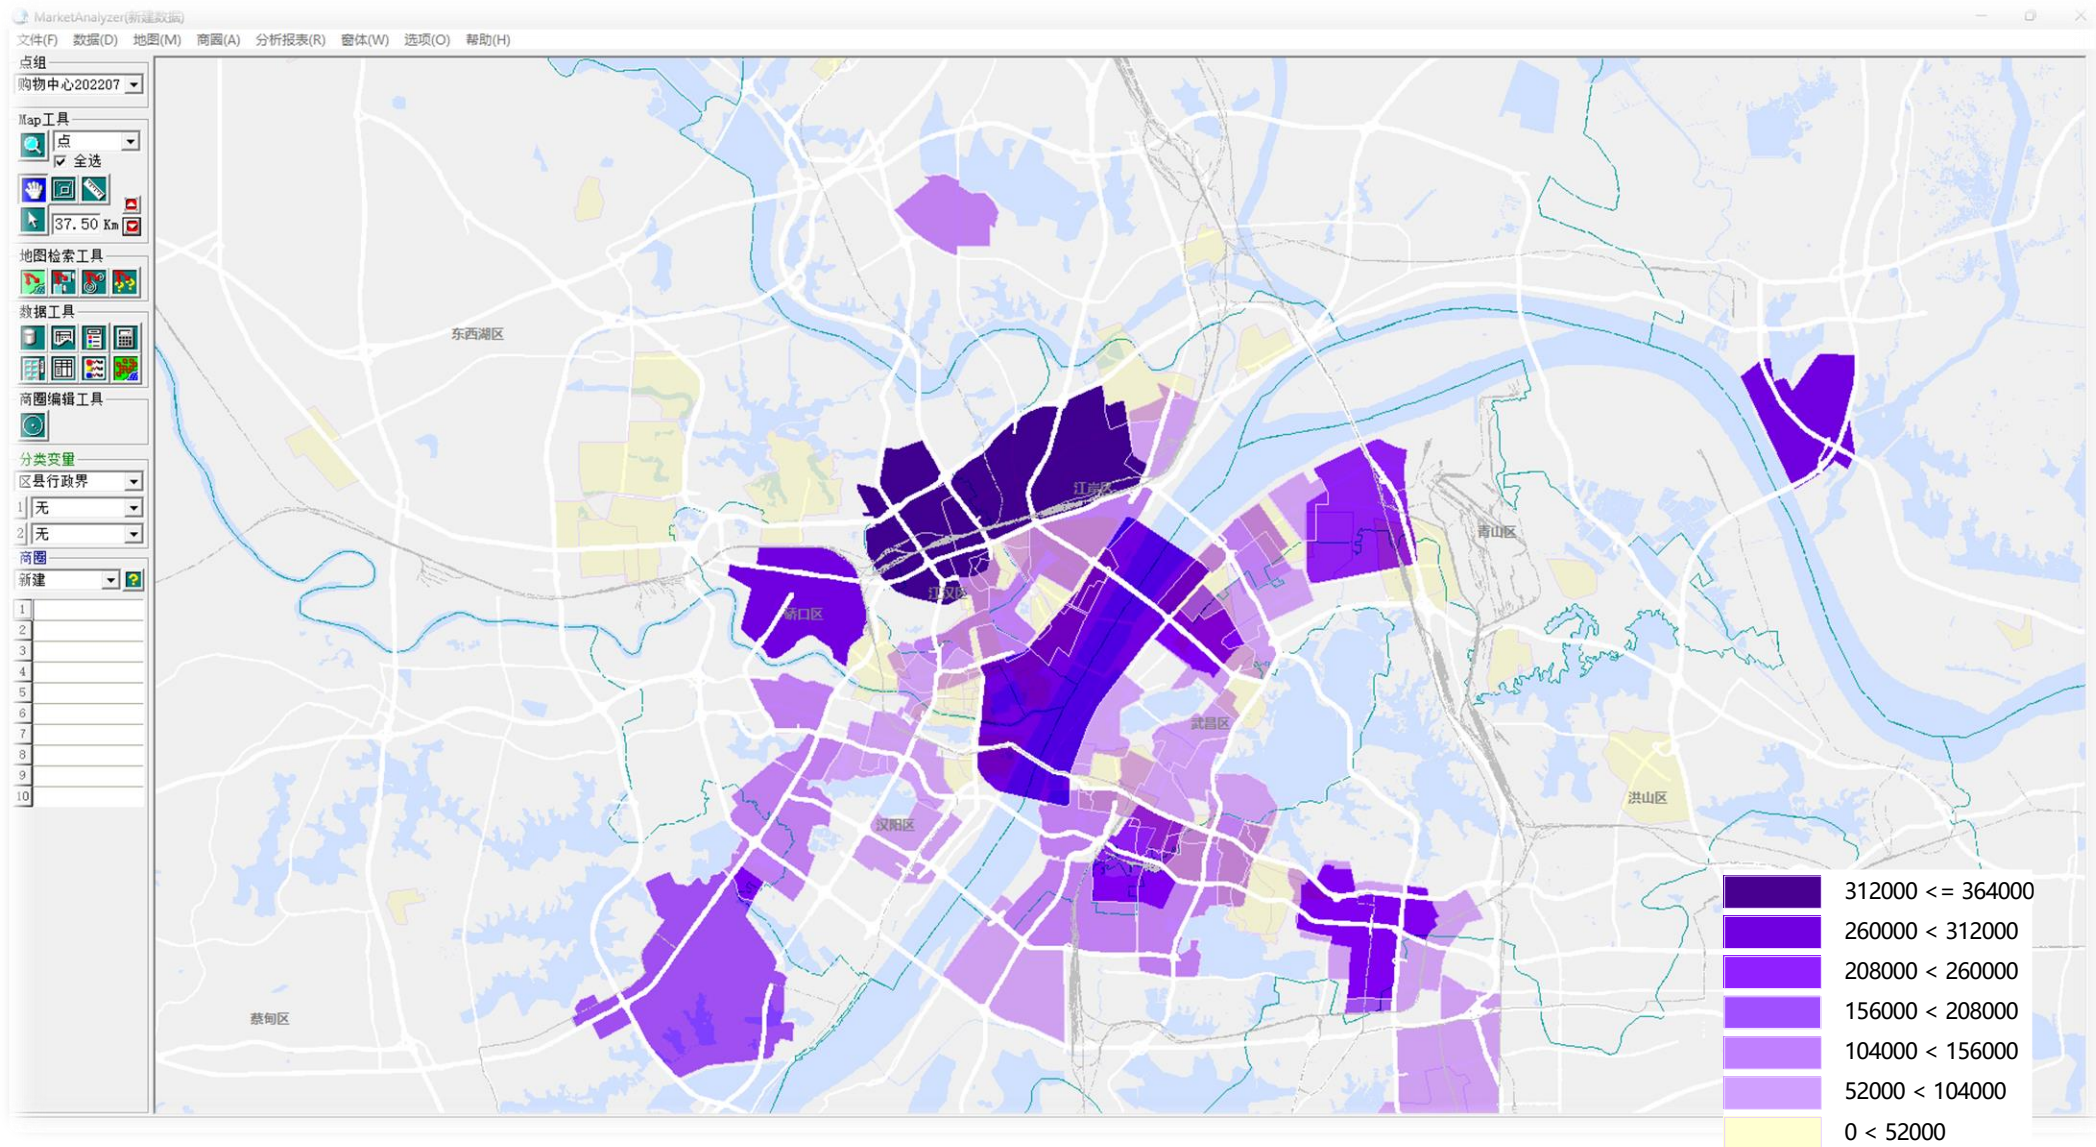 MarketAnalyzer(新建数据)
文件(F) 数据(D) 地图(M) 商圏(A) 分析报表(R) 窗体(W) 选项(O) 帮助(H)
点组
购物中心202207
Map工具
点
全选
37.50 Km
地图检索工具
数据工具
商圈编辑工具
分类变量
区县行政界
1 无
2 无
商圈
新建
1
2
3
4
5
6
7
8
9
10
东西湖区
江岸区
青山区
江汉区
硚口区
武昌区
洪山区
汉阳区
蔡甸区
312000 <= 364000
260000 < 312000
208000 < 260000
156000 < 208000
104000 < 156000
52000 < 104000
0 < 52000